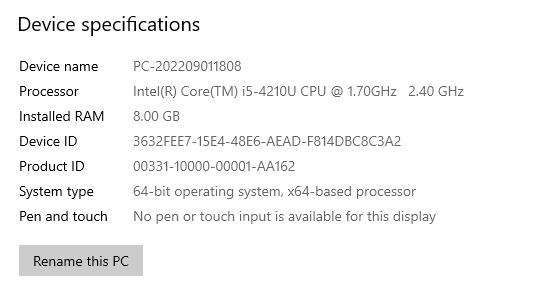 Device specifications
Device name PC-202209011808
Processor Intel(R) Core(TM) i5-4210U CPU @ 1.70GHz 2.40 GHz
Installed RAM 8.00 GB
Device ID 3632FEE7-15E4-48E6-AEAD-F814DBC8C3A2
Product ID 00331-10000-00001-AA162
System type 64-bit operating system, x64-based processor
Pen and touch No pen or touch input is available for this display
Rename this PC